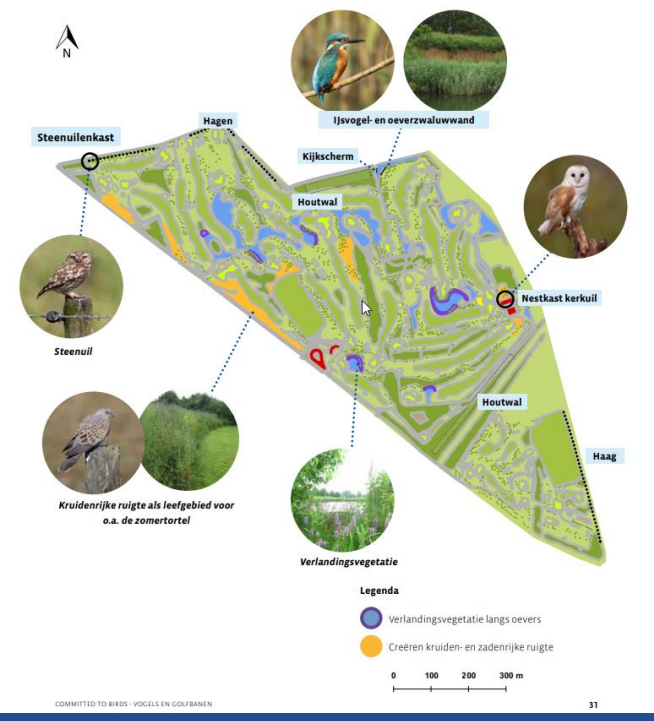 N
IJsvogel- en oeverzwaluwwand
Hagen
Steenuilenkast
Kijkscherm
Houtwal
Nestkast kerkuil
Steenuil
Houtwal
Haag
Kruidenrijke ruigte als leefgebied voor
o.a. de zomertortel
Verlandingsvegetatie
Legenda
Verlandingsvegetatie langs oevers
Creëren kruiden- en zadenrijke ruigte
0 100 200 300 m
COMMITTED TO BIRDS - VOGELS EN GOLFBANEN
31